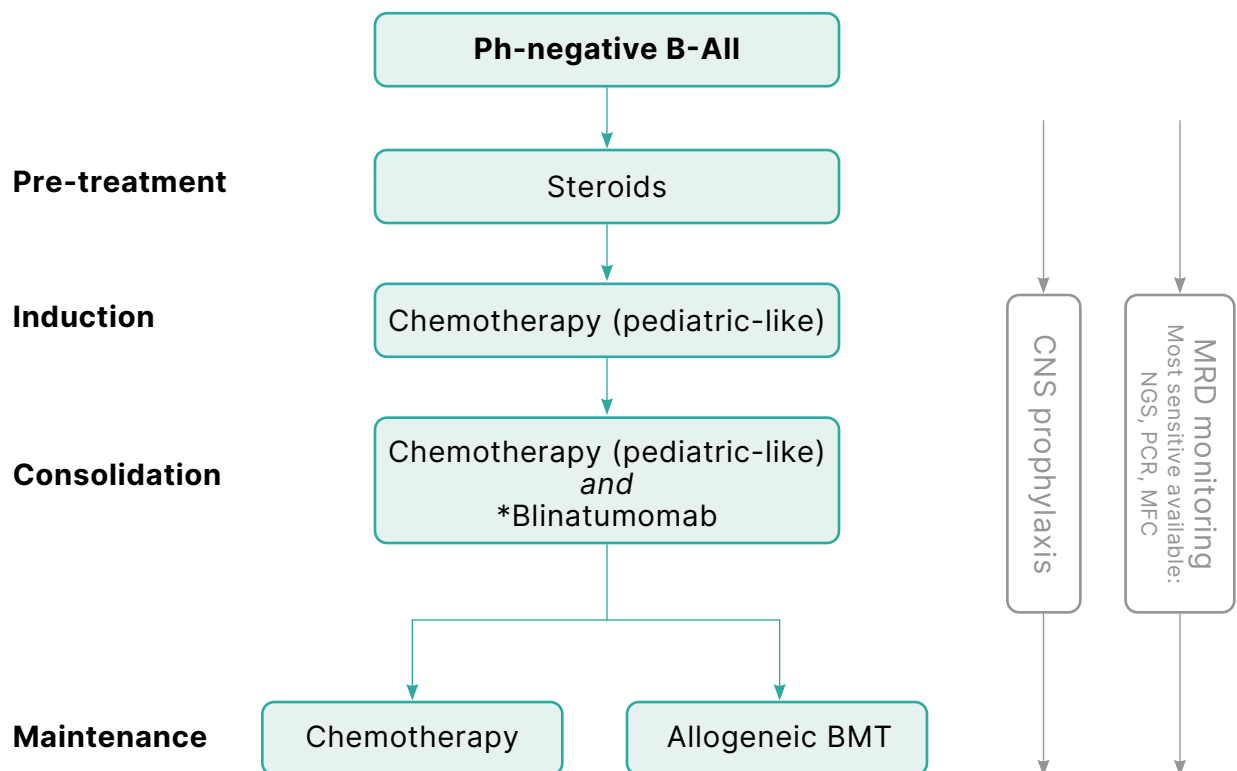 Ph-negative B-All
Pre-treatment
Steroids
Induction
Chemotherapy (pediatric-like)
Consolidation
Chemotherapy (pediatric-like)
and
*Blinatumomab
Maintenance
Chemotherapy
Allogeneic BMT
CNS prophylaxis
MRD monitoring
Most sensitive available:
NGS, PCR, MFC